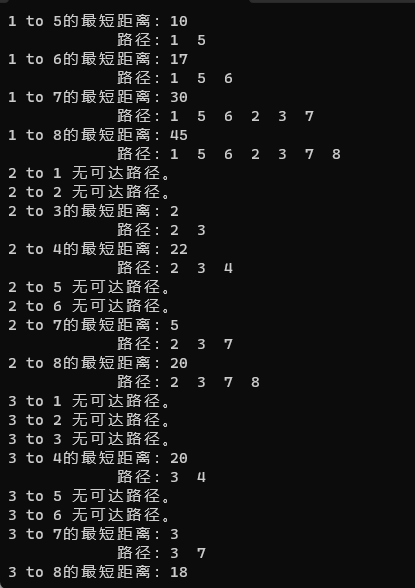 1 to 5的最短距离: 10
路径: 1 5
1 to 6的最短距离: 17
路径: 1 5 6
1 to 7的最短距离: 30
路径: 1 5 6 2 3 7
1 to 8的最短距离: 45
路径: 1 5 6 2 3 7 8
2 to 1 无可达路径。
2 to 2 无可达路径。
2 to 3的最短距离: 2
路径: 2 3
2 to 4的最短距离: 22
路径: 2 3 4
2 to 5 无可达路径。
2 to 6 无可达路径。
2 to 7的最短距离: 5
路径: 2 3 7
2 to 8的最短距离: 20
路径: 2 3 7 8
3 to 1 无可达路径。
3 to 2 无可达路径。
3 to 3 无可达路径。
3 to 4的最短距离: 20
路径: 3 4
3 to 5 无可达路径。
3 to 6 无可达路径。
3 to 7的最短距离: 3
路径: 3 7
3 to 8的最短距离: 18